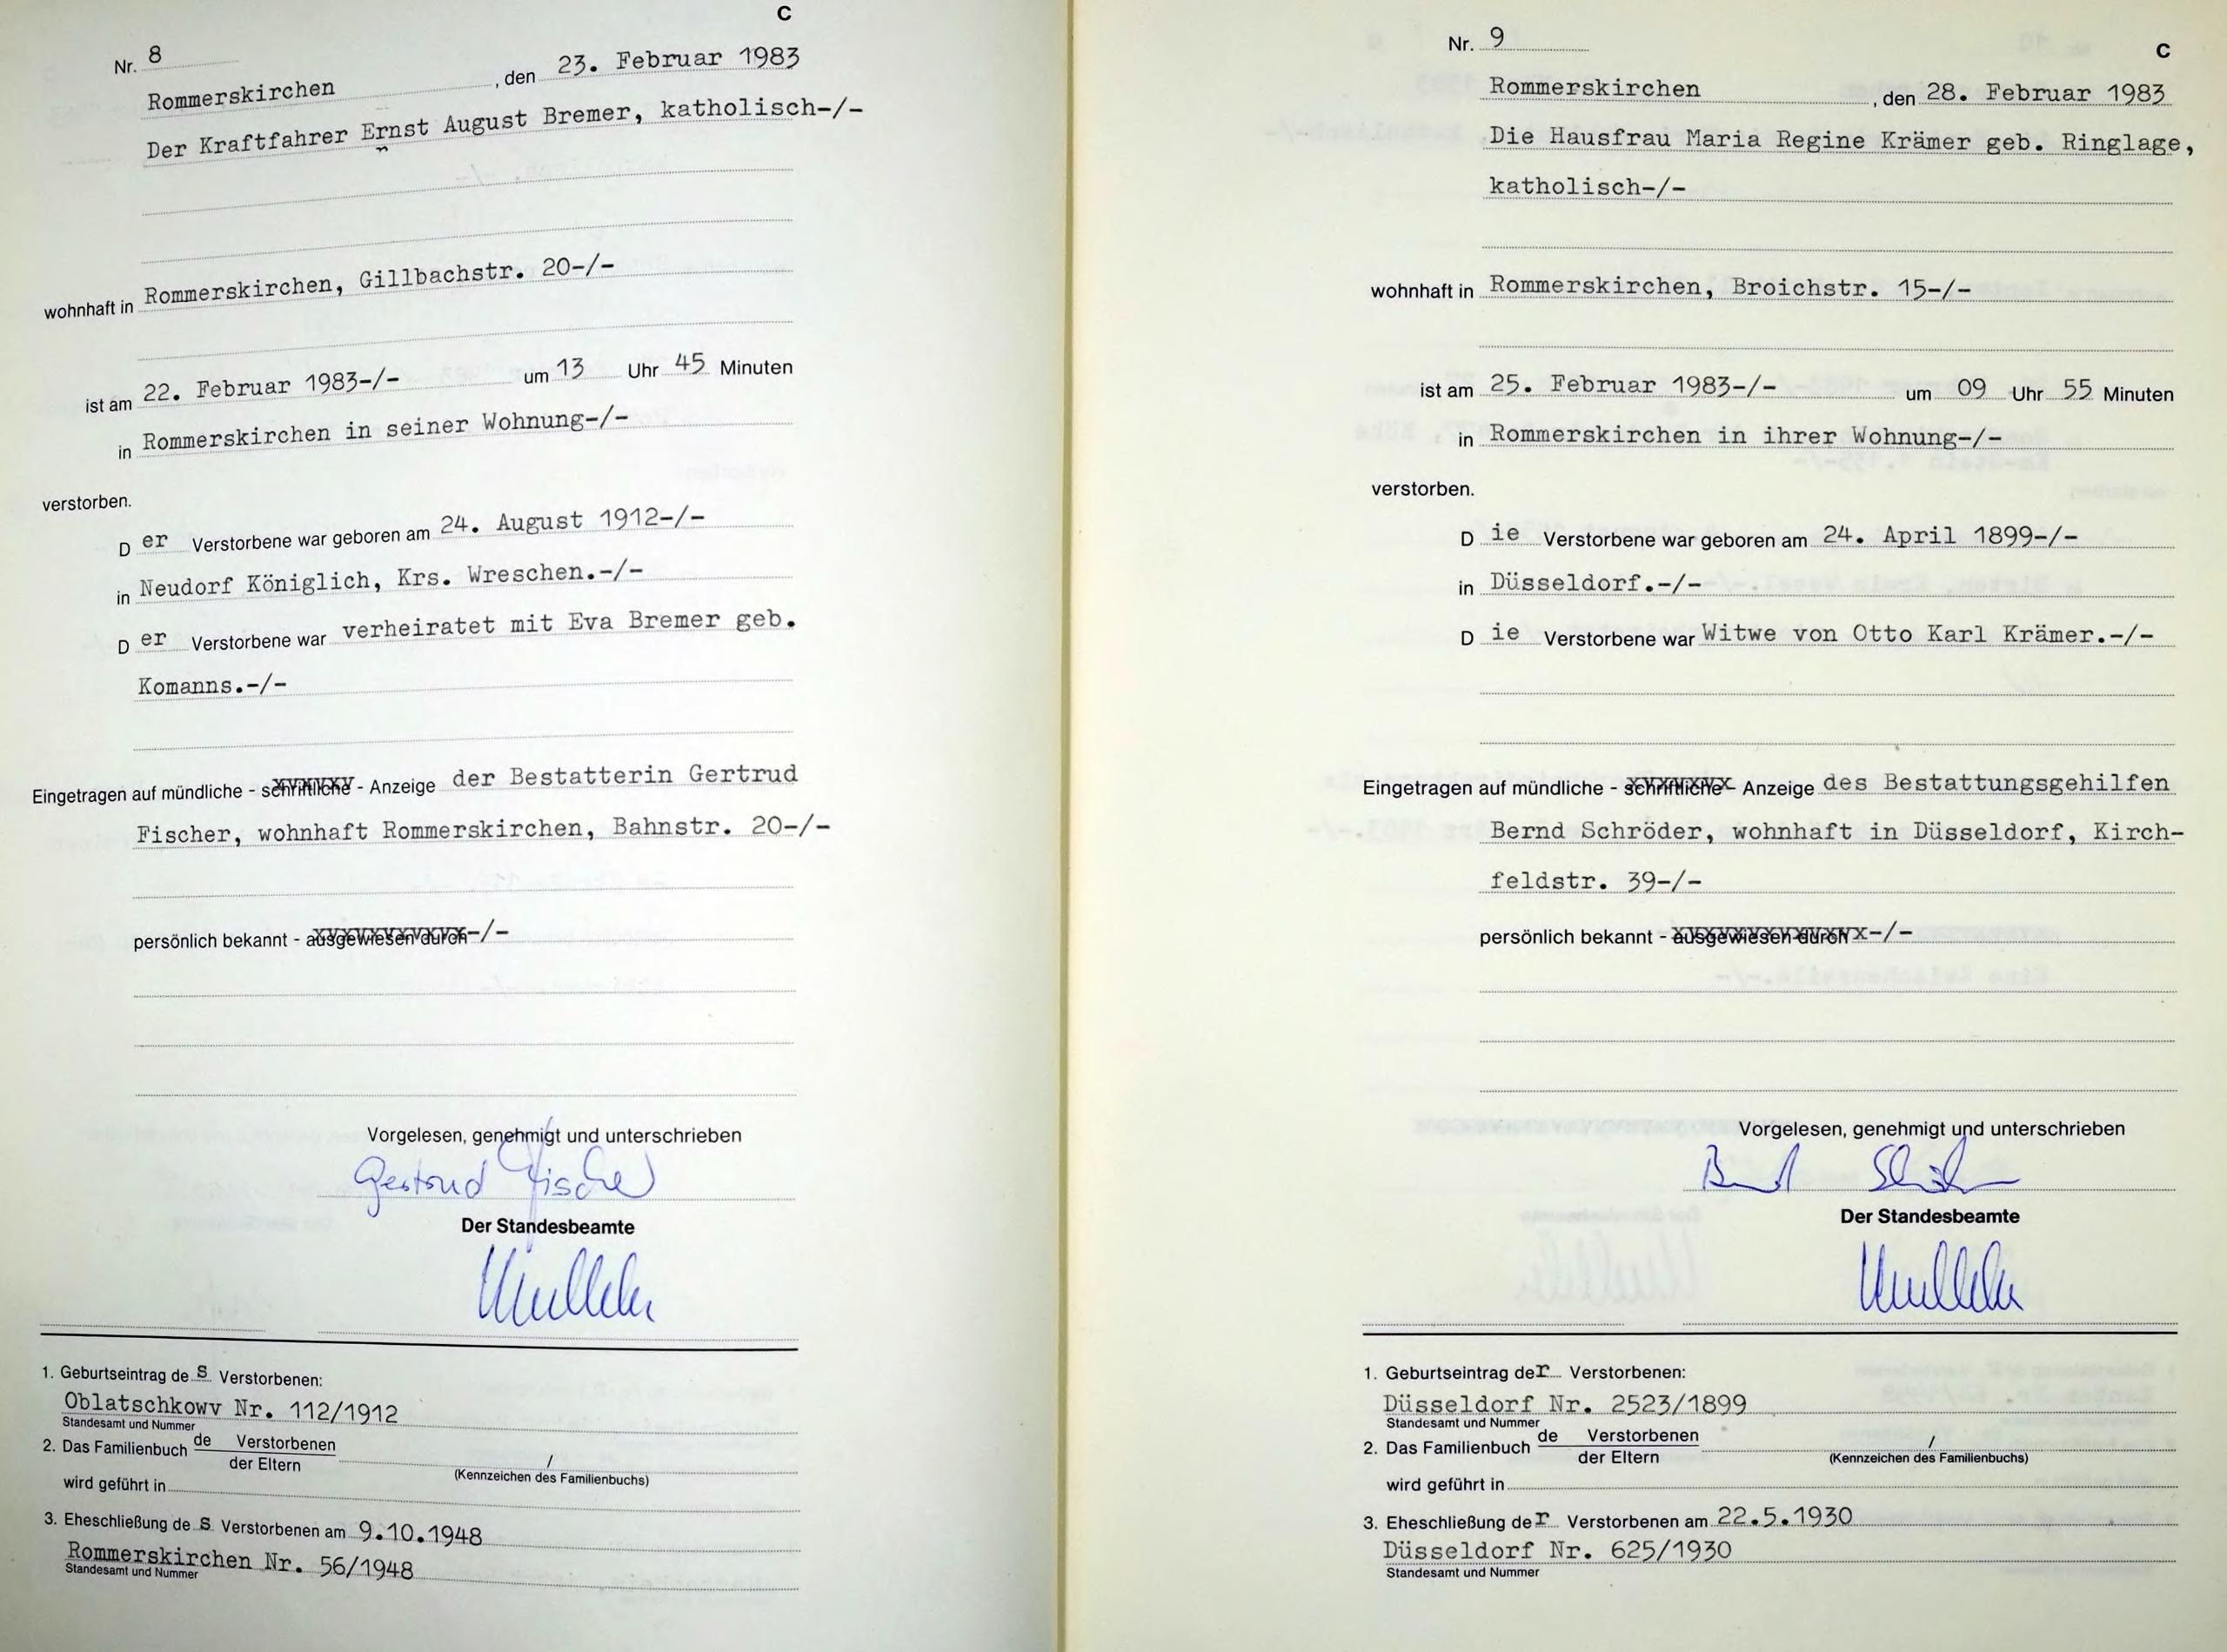 C
Nr. 8
Rommerskirchen, den 23. Februar 1983
Der Kraftfahrer Ernst August Bremer, katholisch-/-
wohnhaft in Rommerskirchen, Gillbachstr. 20-/-
ist am 22. Februar 1983-/- um 13 Uhr 45 Minuten
in Rommerskirchen in seiner Wohnung-/-
verstorben.
D er Verstorbene war geboren am 24. August 1912-/-
in Neudorf Königlich, Krs. Wreschen.-/-
D er Verstorbene war verheiratet mit Eva Bremer geb.
Komanns.-/-
Eingetragen auf mündliche - schriftliche - Anzeige der Bestatterin Gertrud
Fischer, wohnhaft Rommerskirchen, Bahnstr. 20-/-
persönlich bekannt - ausgewiesen durch-/-
Vorgelesen, genehmigt und unterschrieben
Gertrud Fischer
Der Standesbeamte
1. Geburtseintrag de s Verstorbenen:
Oblatschkowv Nr. 112/1912
Standesamt und Nummer
2. Das Familienbuch de Verstorbenen
der Eltern
/
(Kennzeichen des Familienbuchs)
wird geführt in
3. Eheschließung de s Verstorbenen am 9.10.1948
Rommerskirchen Nr. 56/1948
Standesamt und Nummer
Nr. 9
C
Rommerskirchen, den 28. Februar 1983
Die Hausfrau Maria Regine Krämer geb. Ringlage,
katholisch-/-
wohnhaft in Rommerskirchen, Broichstr. 15-/-
ist am 25. Februar 1983-/- um 09 Uhr 55 Minuten
in Rommerskirchen in ihrer Wohnung-/-
verstorben.
D ie Verstorbene war geboren am 24. April 1899-/-
in Düsseldorf.-/-
D ie Verstorbene war Witwe von Otto Karl Krämer.-/-
Eingetragen auf mündliche - schriftliche - Anzeige des Bestattungsgehilfen
Bernd Schröder, wohnhaft in Düsseldorf, Kirch-
feldstr. 39-/-
persönlich bekannt - ausgewiesen durch-/-
Vorgelesen, genehmigt und unterschrieben
Der Standesbeamte
1. Geburtseintrag der Verstorbenen:
Düsseldorf Nr. 2523/1899
Standesamt und Nummer
2. Das Familienbuch de Verstorbenen
der Eltern
/
(Kennzeichen des Familienbuchs)
wird geführt in
3. Eheschließung der Verstorbenen am 22.5.1930
Düsseldorf Nr. 625/1930
Standesamt und Nummer